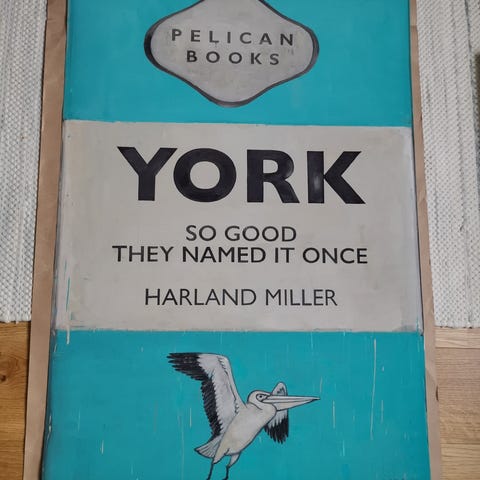 PELICAN
BOOKS
YORK
SO GOOD
THEY NAMED IT ONCE
HARLAND MILLER